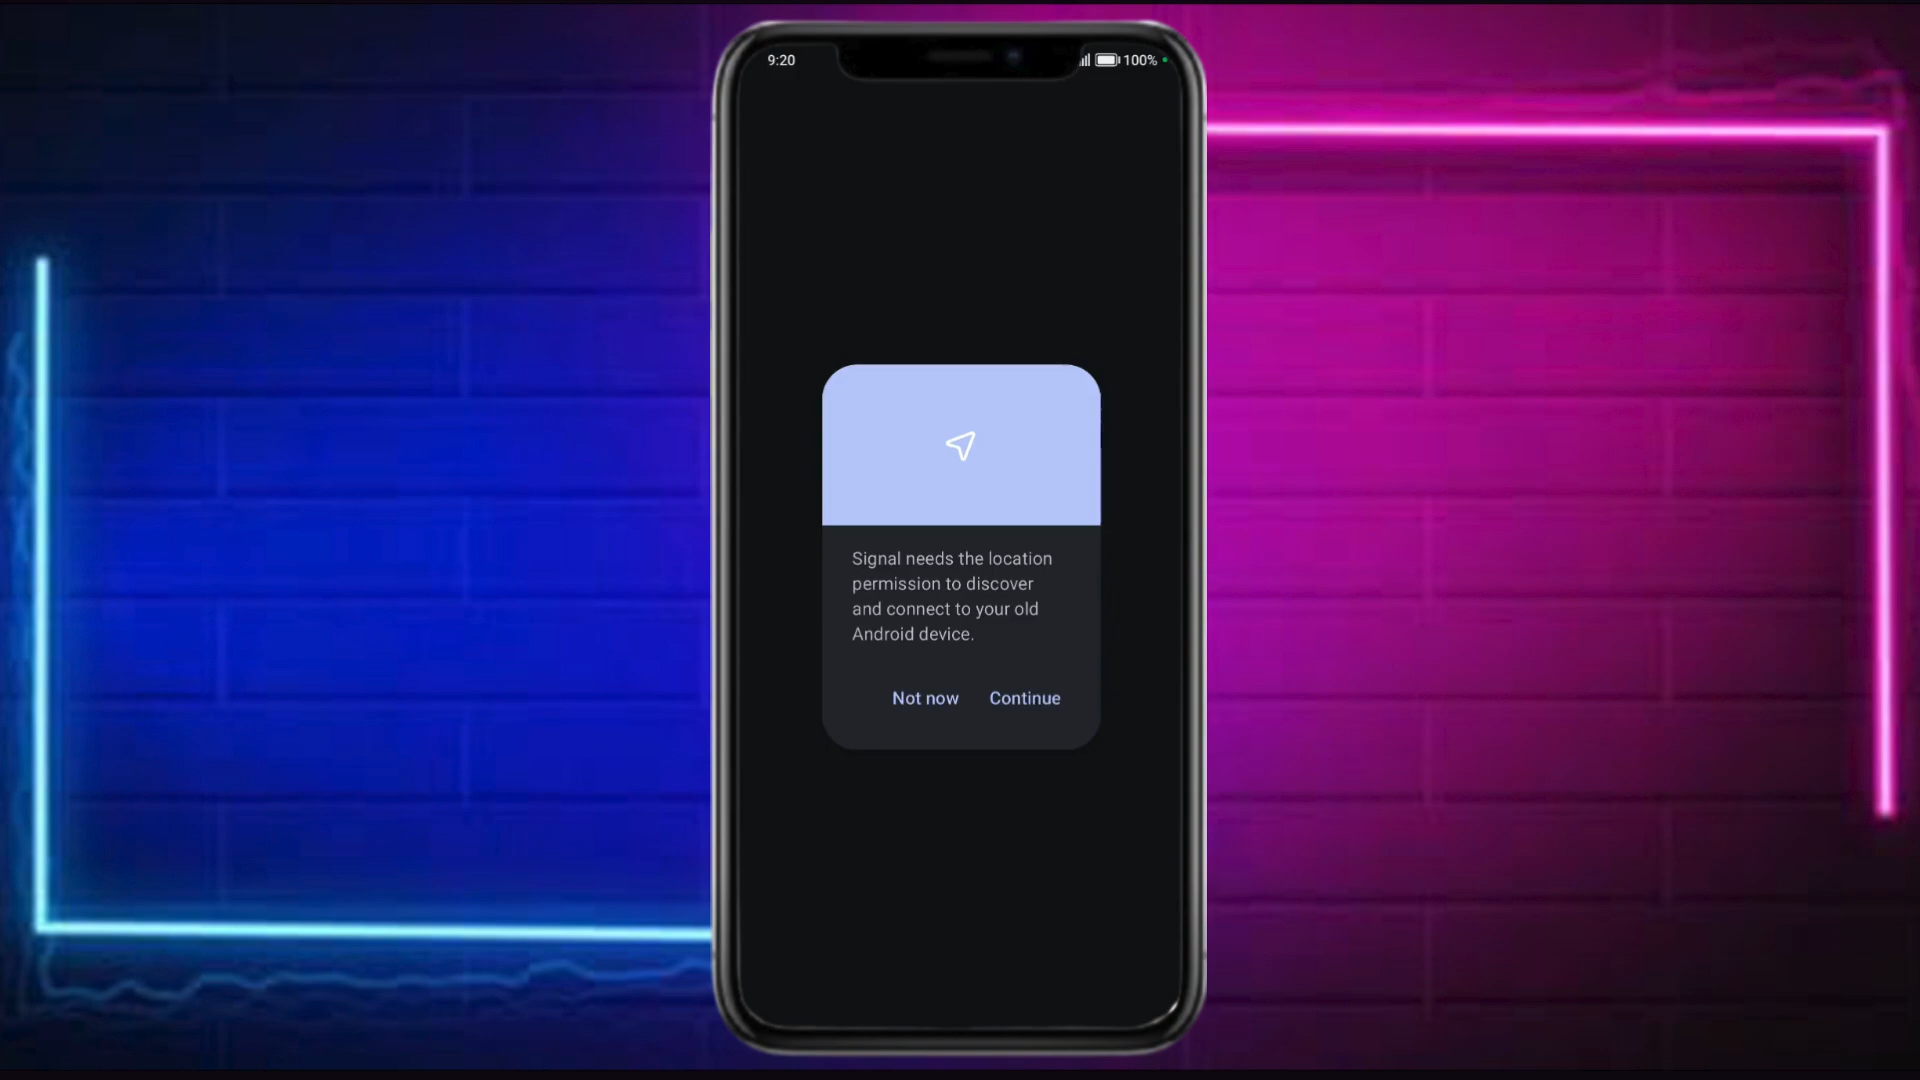 9:20
100%
Signal needs the location
permission to discover
and connect to your old
Android device.
Not now Continue